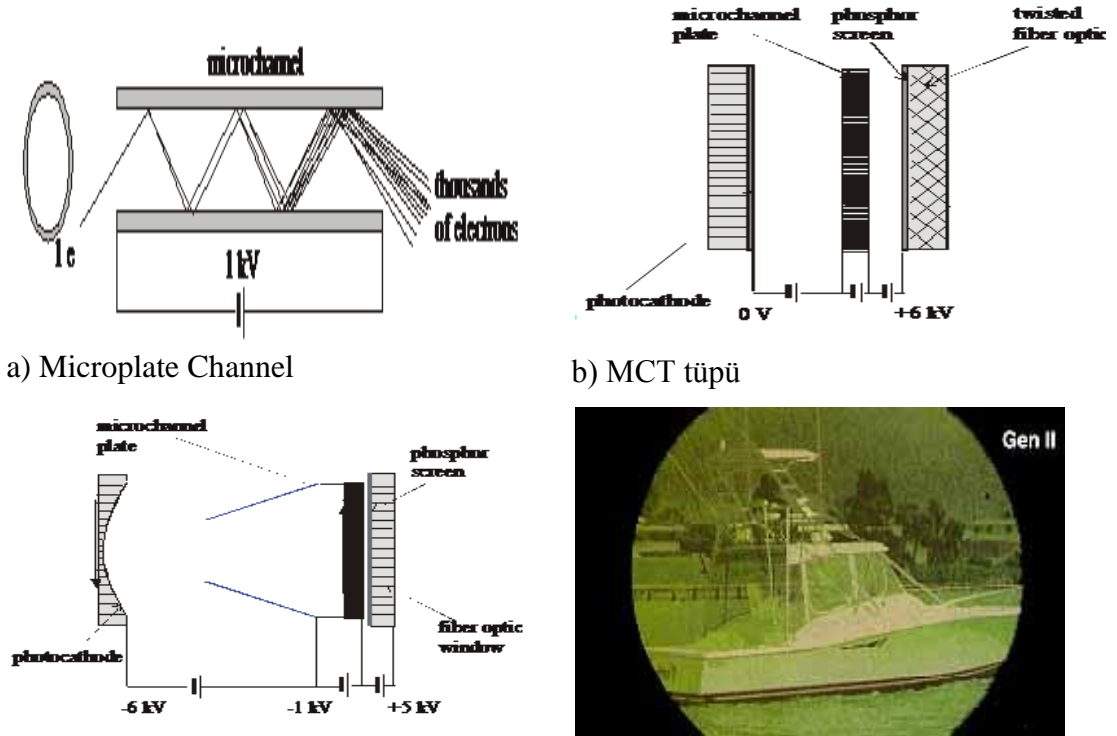 microchannel
1 e
1 kV
thousands
of electrons
a) Microplate Channel
microchannel
plate
phosphor
screen
twisted
fiber optic
photocathode
0 V
+6 kV
b) MCT tüpü
microchannel
plate
phosphor
screen
photocathode
fiber optic
window
-6 kV
-1 kV
+5 kV
Gen II